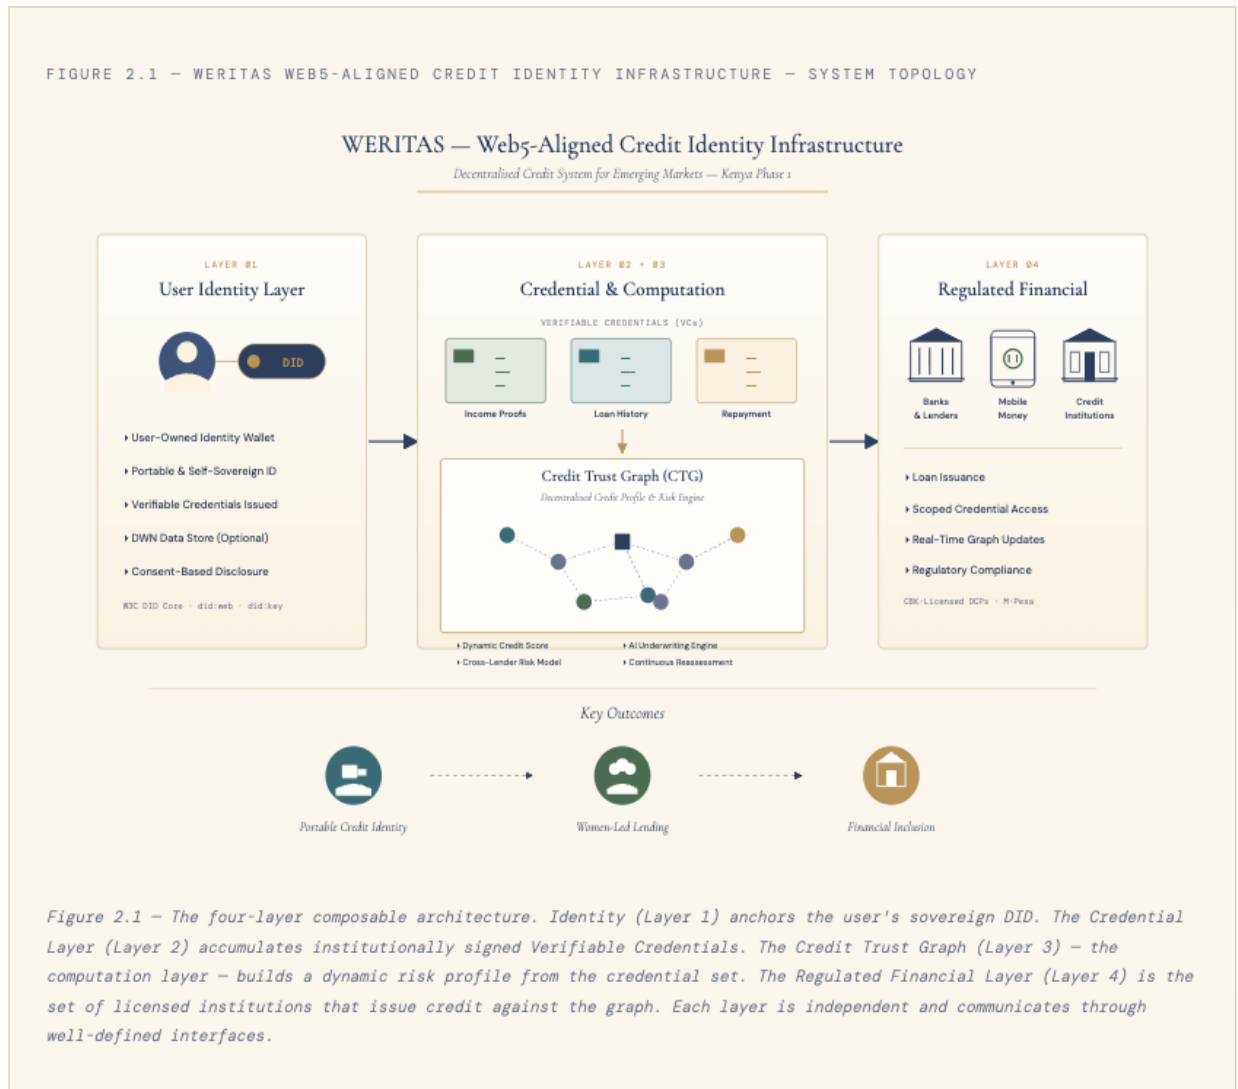 FIGURE 2.1 — WERITAS WEB5-ALIGNED CREDIT IDENTITY INFRASTRUCTURE — SYSTEM TOPOLOGY
WERITAS — Web5-Aligned Credit Identity Infrastructure
Decentralised Credit System for Emerging Markets — Kenya Phase 1
LAYER 01
User Identity Layer
DID
User-Owned Identity Wallet
Portable & Self-Sovereign ID
Verifiable Credentials Issued
DWN Data Store (Optional)
Consent-Based Disclosure
W3C DID Core · did:web · did:key
LAYER 02 + 03
Credential & Computation
VERIFIABLE CREDENTIALS (VCs)
Income Proofs
Loan History
Repayment
Credit Trust Graph (CTG)
Decentralised Credit Profile & Risk Engine
Dynamic Credit Score
AI Underwriting Engine
Cross-Lender Risk Model
Continuous Reassessment
LAYER 04
Regulated Financial
Banks
& Lenders
Mobile
Money
Credit
Institutions
Loan Issuance
Scoped Credential Access
Real-Time Graph Updates
Regulatory Compliance
CBK-Licensed DCPs · M-Pesa
Key Outcomes
Portable Credit Identity
Women-Led Lending
Financial Inclusion
Figure 2.1 — The four-layer composable architecture. Identity (Layer 1) anchors the user's sovereign DID. The Credential
Layer (Layer 2) accumulates institutionally signed Verifiable Credentials. The Credit Trust Graph (Layer 3) — the
computation layer — builds a dynamic risk profile from the credential set. The Regulated Financial Layer (Layer 4) is the
set of licensed institutions that issue credit against the graph. Each layer is independent and communicates through
well-defined interfaces.